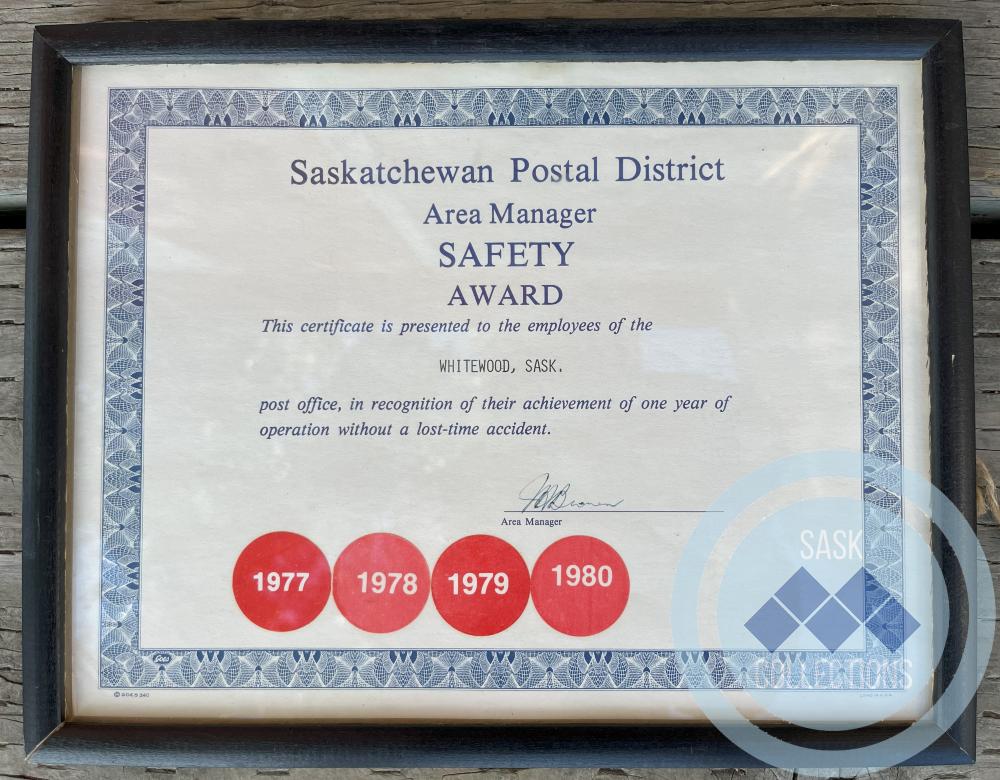 Saskatchewan Postal District
Area Manager
SAFETY
AWARD
This certificate is presented to the employees of the
WHITEWOOD, SASK.
post office, in recognition of their achievement of one year of
operation without a lost-time accident.
Area Manager
1977 1978 1979 1980
SASK
COLLECTIONS
Goes